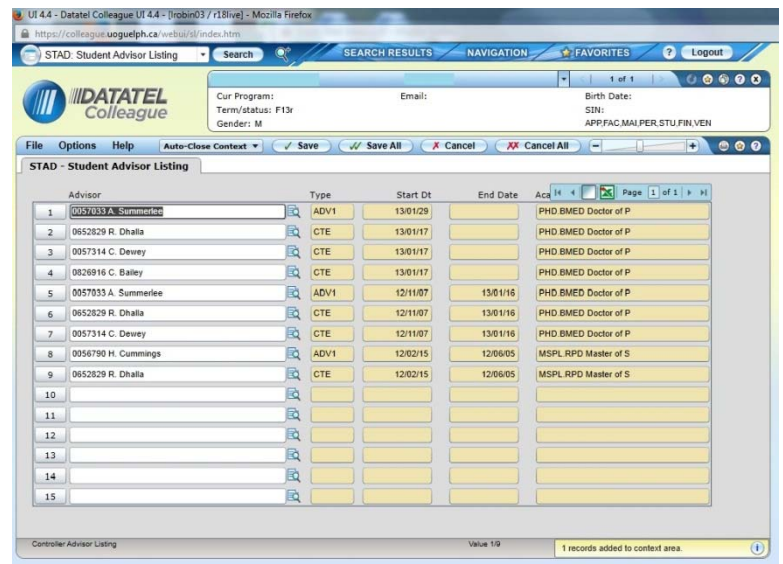 UI 4.4 - Datatel Colleague UI 4.4 - [lrobin03 / r18live] - Mozilla Firefox
https://colleague.uoguelph.ca/webui/sl/index.htm
STAD: Student Advisor Listing Search SEARCH RESULTS NAVIGATION FAVORITES ? Logout
1 of 1
DATATEL
Colleague
Cur Program: Email: Birth Date:
Term/status: F13r SIN:
Gender: M APP,FAC,MAI,PER,STU,FIN,VEN
File Options Help Auto-Close Context Save Save All Cancel Cancel All - +
STAD - Student Advisor Listing
Advisor Type Start Dt End Date Aca Page 1 of 1
1 0057033 A. Summerlee ADV1 13/01/29 PHD.BMED Doctor of P
2 0652829 R. Dhalla CTE 13/01/17 PHD.BMED Doctor of P
3 0057314 C. Dewey CTE 13/01/17 PHD.BMED Doctor of P
4 0826916 C. Bailey CTE 13/01/17 PHD.BMED Doctor of P
5 0057033 A. Summerlee ADV1 12/11/07 13/01/16 PHD.BMED Doctor of P
6 0652829 R. Dhalla CTE 12/11/07 13/01/16 PHD.BMED Doctor of P
7 0057314 C. Dewey CTE 12/11/07 13/01/16 PHD.BMED Doctor of P
8 0056790 H. Cummings ADV1 12/02/15 12/06/05 MSPL.RPD Master of S
9 0652829 R. Dhalla CTE 12/02/15 12/06/05 MSPL.RPD Master of S
10
11
12
13
14
15
Controller Advisor Listing Value 1/9 1 records added to context area.